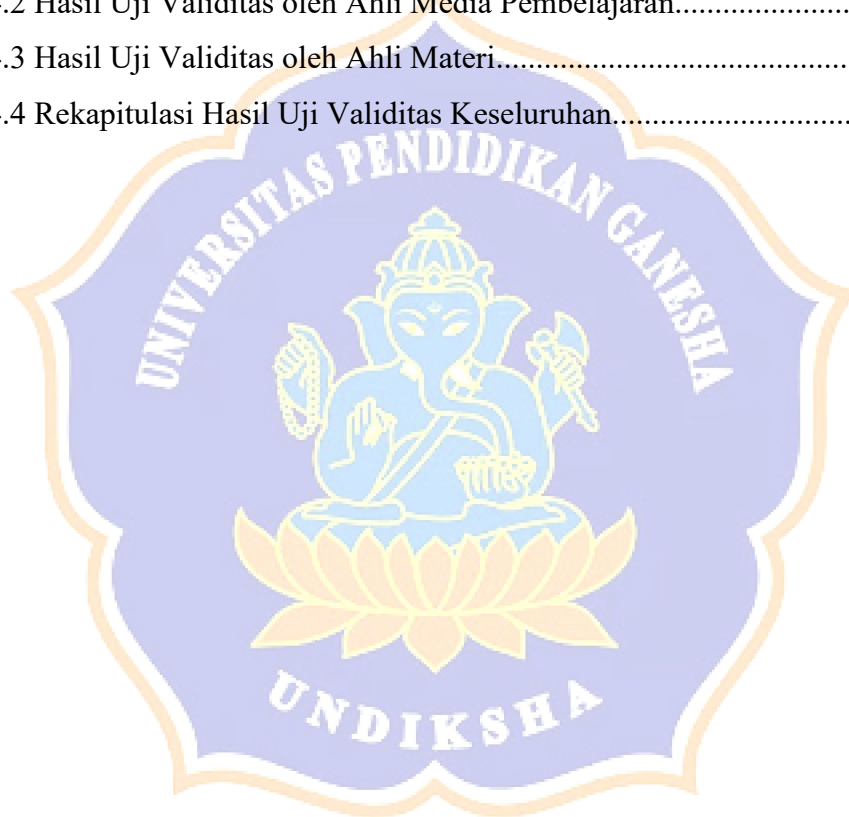 .2 Hasil Uji Validitas oleh Ahli Media Pembelajaran.....................
.3 Hasil Uji Validitas oleh Ahli Materi...........................................
.4 Rekapitulasi Hasil Uji Validitas Keseluruhan.............................
UNIVERSITAS PENDIDIKAN GANESHA
UNDIKSHA